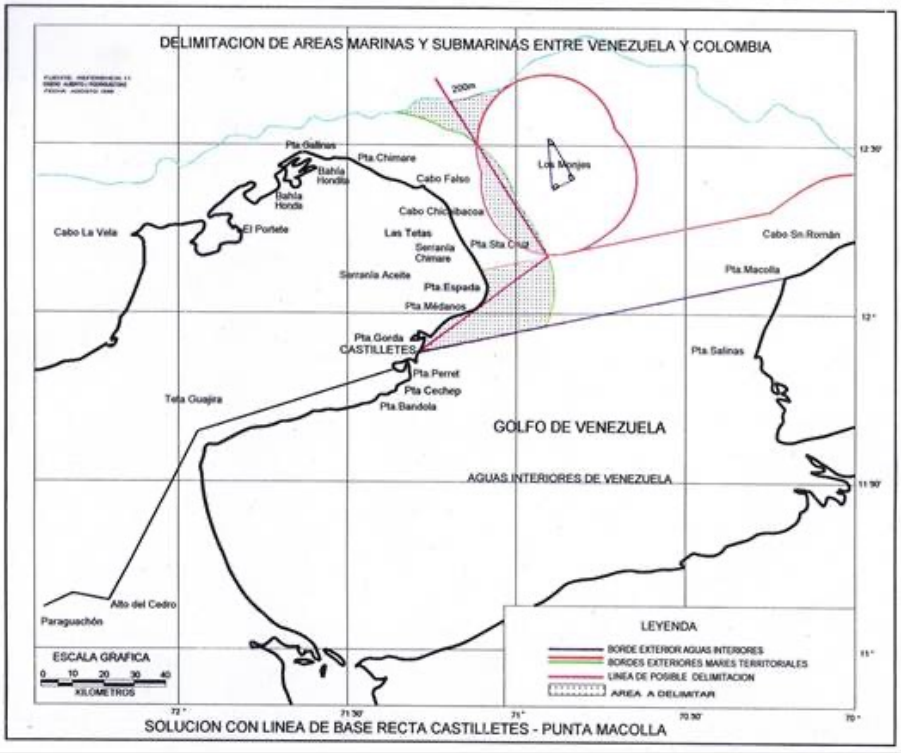 DELIMITACION DE AREAS MARINAS Y SUBMARINAS ENTRE VENEZUELA Y COLOMBIA
FUENTE: REFERENCIA 11
200m
12 30'
Pta.Gallinas
Pta.Chimare
Los Monjes
Bahía
Hondita
Cabo Falso
Bahía
Honda
Cabo Chichibacoa
Cabo La Vela
El Portete
Las Tetas
Pta Sta Cruz
Cabo Sn.Román
Serranía
Chimare
Serranía Aceite
Pta.Macolla
Pta.Espada
Pta.Médanos
12 °
Pta.Gorda
CASTILLETES
Pta.Salinas
Pta.Perret
Pta Cechep
Teta Guajira
Pta.Bandola
GOLFO DE VENEZUELA
AGUAS INTERIORES DE VENEZUELA
11 30'
Alto del Cedro
Paraguachón
LEYENDA
BORDE EXTERIOR AGUAS INTERIORES
BORDES EXTERIORES MARES TERRITORIALES
LINEA DE POSIBLE DELIMITACION
AREA A DELIMITAR
11 °
ESCALA GRAFICA
0 10 20 30 40
KILOMETROS
72 °
71 30'
71 °
70 30'
70 °
SOLUCION CON LINEA DE BASE RECTA CASTILLETES - PUNTA MACOLLA